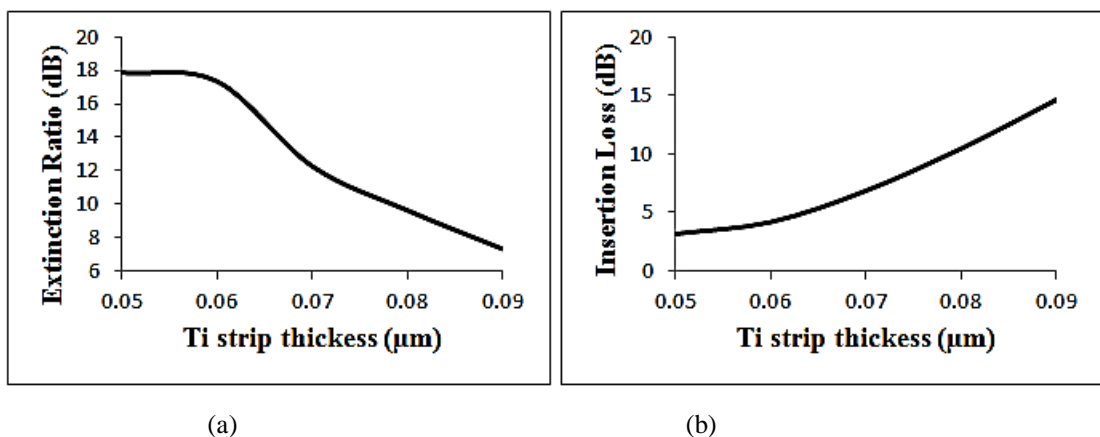 Extinction Ratio (dB)
20
18
16
14
12
10
8
6
0.05 0.06 0.07 0.08 0.09
Ti strip thickess (μm)
(a)
Insertion Loss (dB)
20
15
10
5
0
0.05 0.06 0.07 0.08 0.09
Ti strip thickess (μm)
(b)